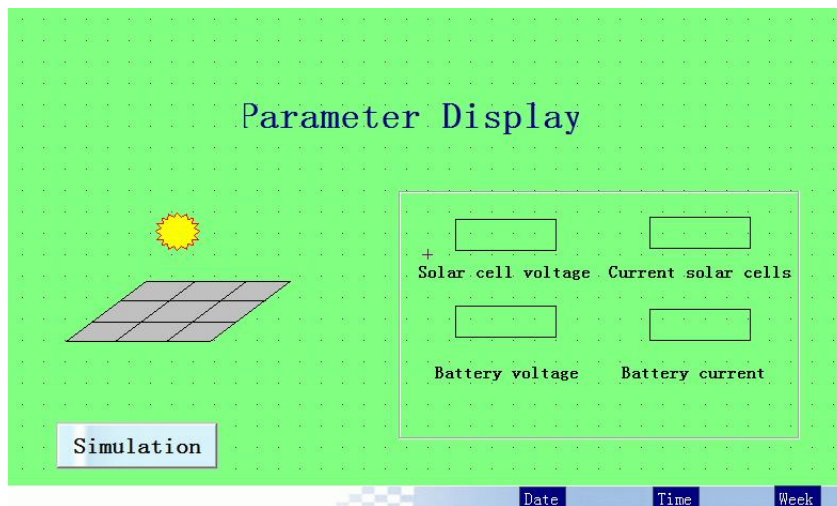 Parameter Display
Solar cell voltage Current solar cells
Battery voltage Battery current
Simulation
Date Time Week